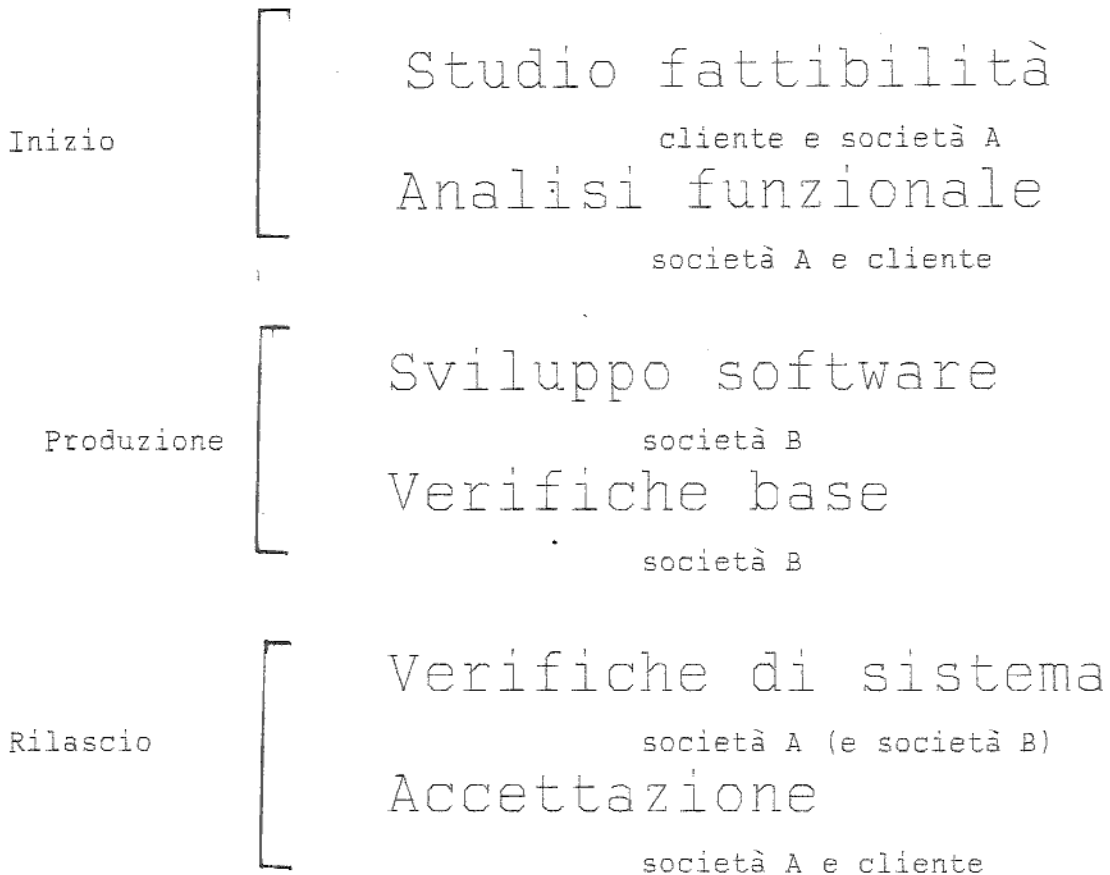 Studio fattibilità
Inizio
cliente e società A
Analisi funzionale
società A e cliente
Sviluppo software
Produzione
società B
Verifiche base
società B
Verifiche di sistema
Rilascio
società A (e società B)
Accettazione
società A e cliente